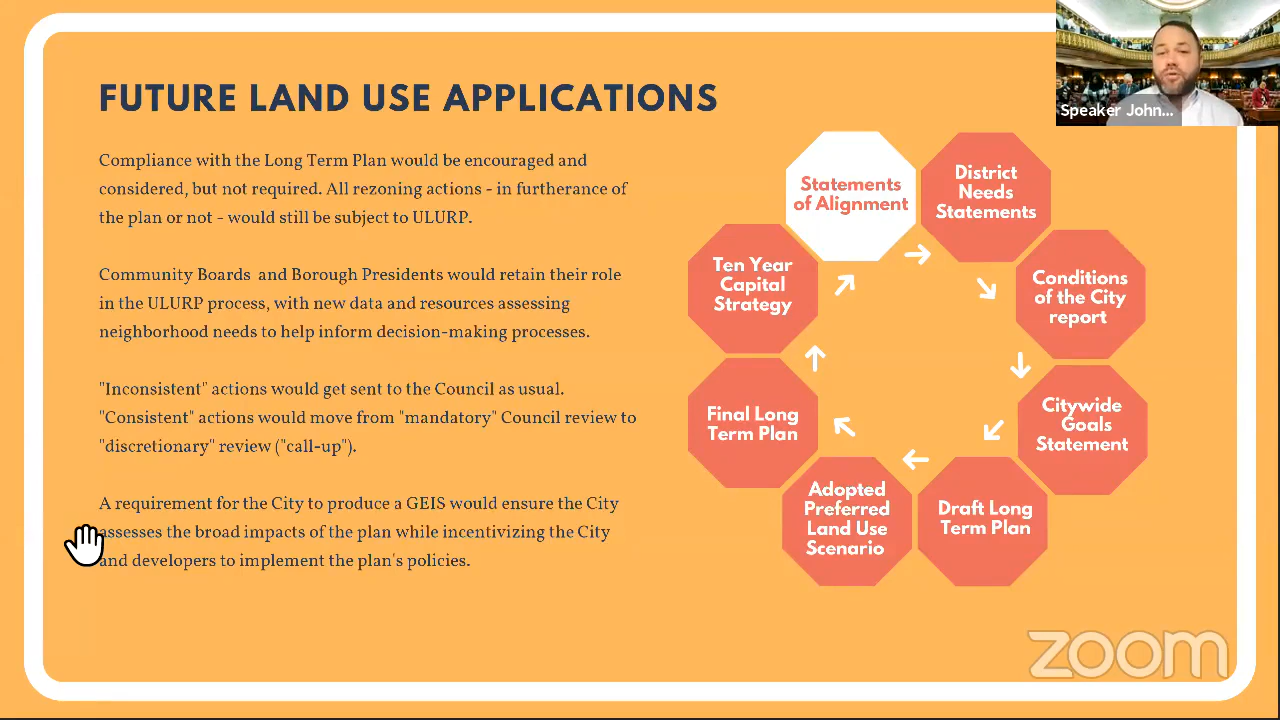 FUTURE LAND USE APPLICATIONS
Speaker John...
Compliance with the Long Term Plan would be encouraged and
considered, but not required. All rezoning actions - in furtherance of
the plan or not - would still be subject to ULURP.
Community Boards  and Borough Presidents would retain their role
in the ULURP process, with new data and resources assessing
neighborhood needs to help inform decision-making processes.
"Inconsistent" actions would get sent to the Council as usual.
"Consistent" actions would move from "mandatory" Council review to
"discretionary" review ("call-up").
A requirement for the City to produce a GEIS would ensure the City
assesses the broad impacts of the plan while incentivizing the City
and developers to implement the plan's policies.
Statements
of Alignment
District
Needs
Statements
Conditions
of the City
report
Citywide
Goals
Statement
Draft Long
Term Plan
Adopted
Preferred
Land Use
Scenario
Final Long
Term Plan
Ten Year
Capital
Strategy
zoom